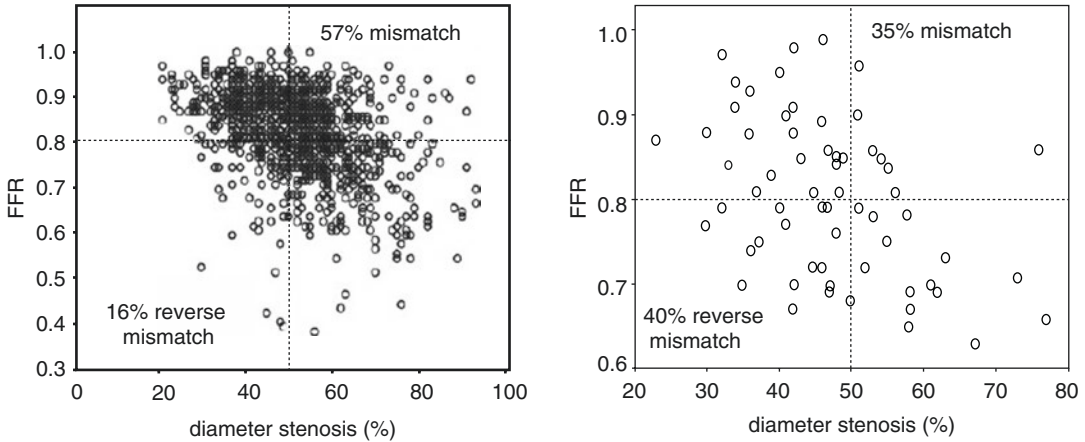 57% mismatch
1.0
0.9
0.8
0.7
0.6
0.5
0.4
0.3
FFR
16% reverse
mismatch
0
20
40
60
80
100
diameter stenosis (%)
35% mismatch
1.0
0.9
0.8
0.7
0.6
FFR
40% reverse
mismatch
20
30
40
50
60
70
80
diameter stenosis (%)